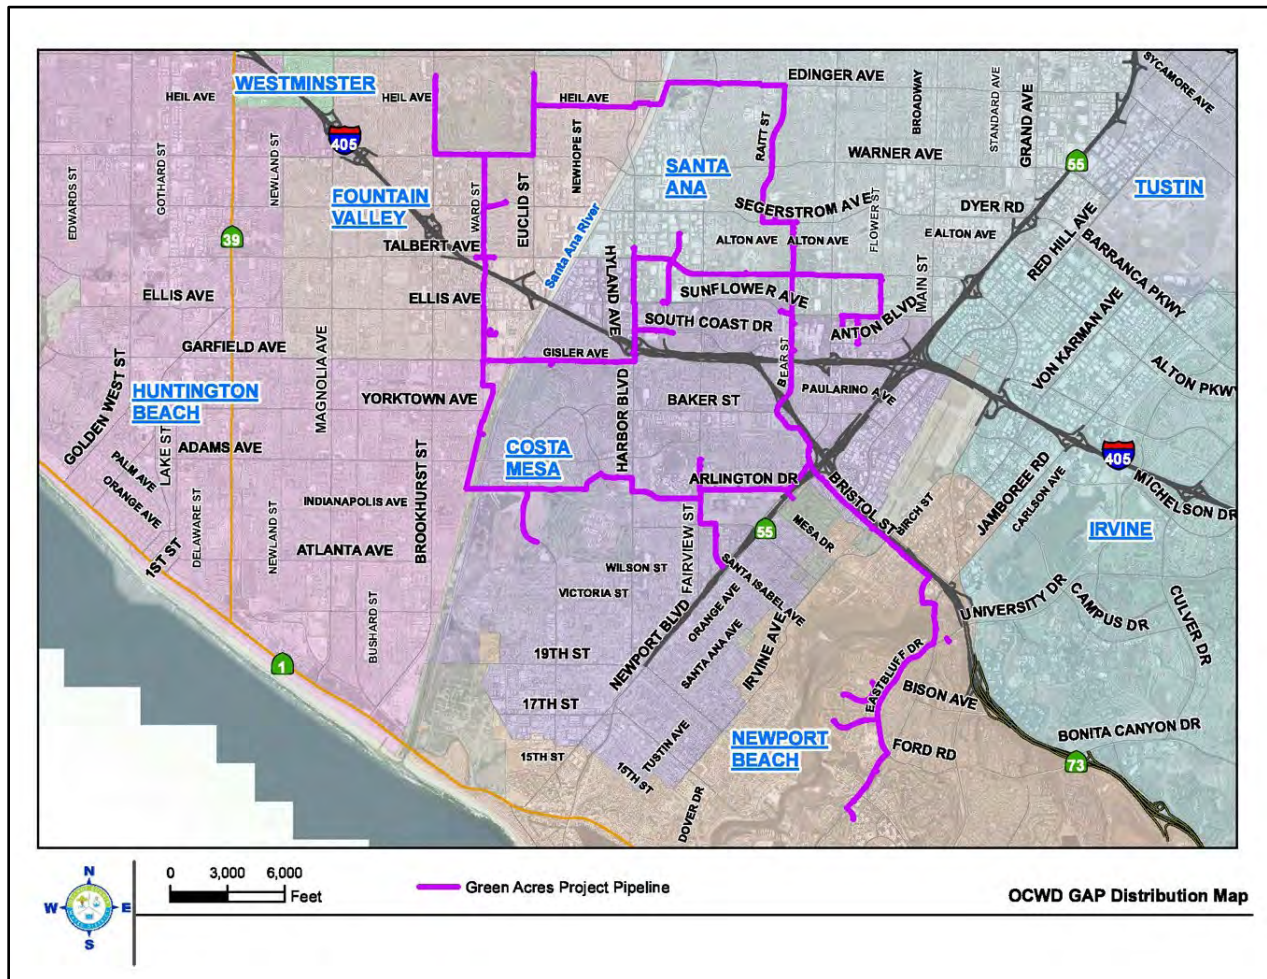 SYCAMORE AVE
EDINGER AVE
WESTMINSTER
HEIL AVE
HEIL AVE
HEIL AVE
BROADWAY
STANDARD AVE
GRAND AVE
405
NEWLAND ST
GOTHARD ST
EDWARDS ST
NEWHOPE ST
RAITT ST
WARNER AVE
55
SANTA
ANA
TUSTIN
FOUNTAIN
VALLEY
WARD ST
EUCLID ST
SEGERSTROM AVE
FLOWER ST
DYER RD
RED HILL AVE
BARRANCA PKWY
39
TALBERT AVE
Santa Ana River
ALTON AVE
ALTON AVE
E ALTON AVE
HYLAND AVE
MAIN ST
ELLIS AVE
ELLIS AVE
SUNFLOWER AVE
SOUTH COAST DR
ANTON BLVD
VON KARMAN AVE
GARFIELD AVE
GISLER AVE
BEAR ST
ALTON PKWY
MAGNOLIA AVE
GOLDEN WEST ST
HUNTINGTON
BEACH
YORKTOWN AVE
HARBOR BLVD
BAKER ST
PAULARINO AVE
LAKE ST
ADAMS AVE
COSTA
MESA
405
PALM AVE
ORANGE AVE
ARLINGTON DR
BRISTOL ST
JAMBOREE RD
CARLSON AVE
MICHELSON DR
DELAWARE ST
NEWLAND ST
INDIANAPOLIS AVE
BROOKHURST ST
FAIRVIEW ST
55
MESA DR
BIRCH ST
IRVINE
1ST ST
ATLANTA AVE
WILSON ST
SANTA ISABEL AVE
VICTORIA ST
ORANGE AVE
UNIVERSITY DR
CAMPUS DR
CULVER DR
BUSHARD ST
NEWPORT BLVD
SANTA ANA AVE
IRVINE AVE
19TH ST
EASTBLUFF DR
1
BISON AVE
17TH ST
NEWPORT
BEACH
BONITA CANYON DR
TUSTIN AVE
FORD RD
15TH ST
15TH ST
73
DOVER DR
N
W E
S
0 3,000 6,000
Feet
Green Acres Project Pipeline
OCWD GAP Distribution Map